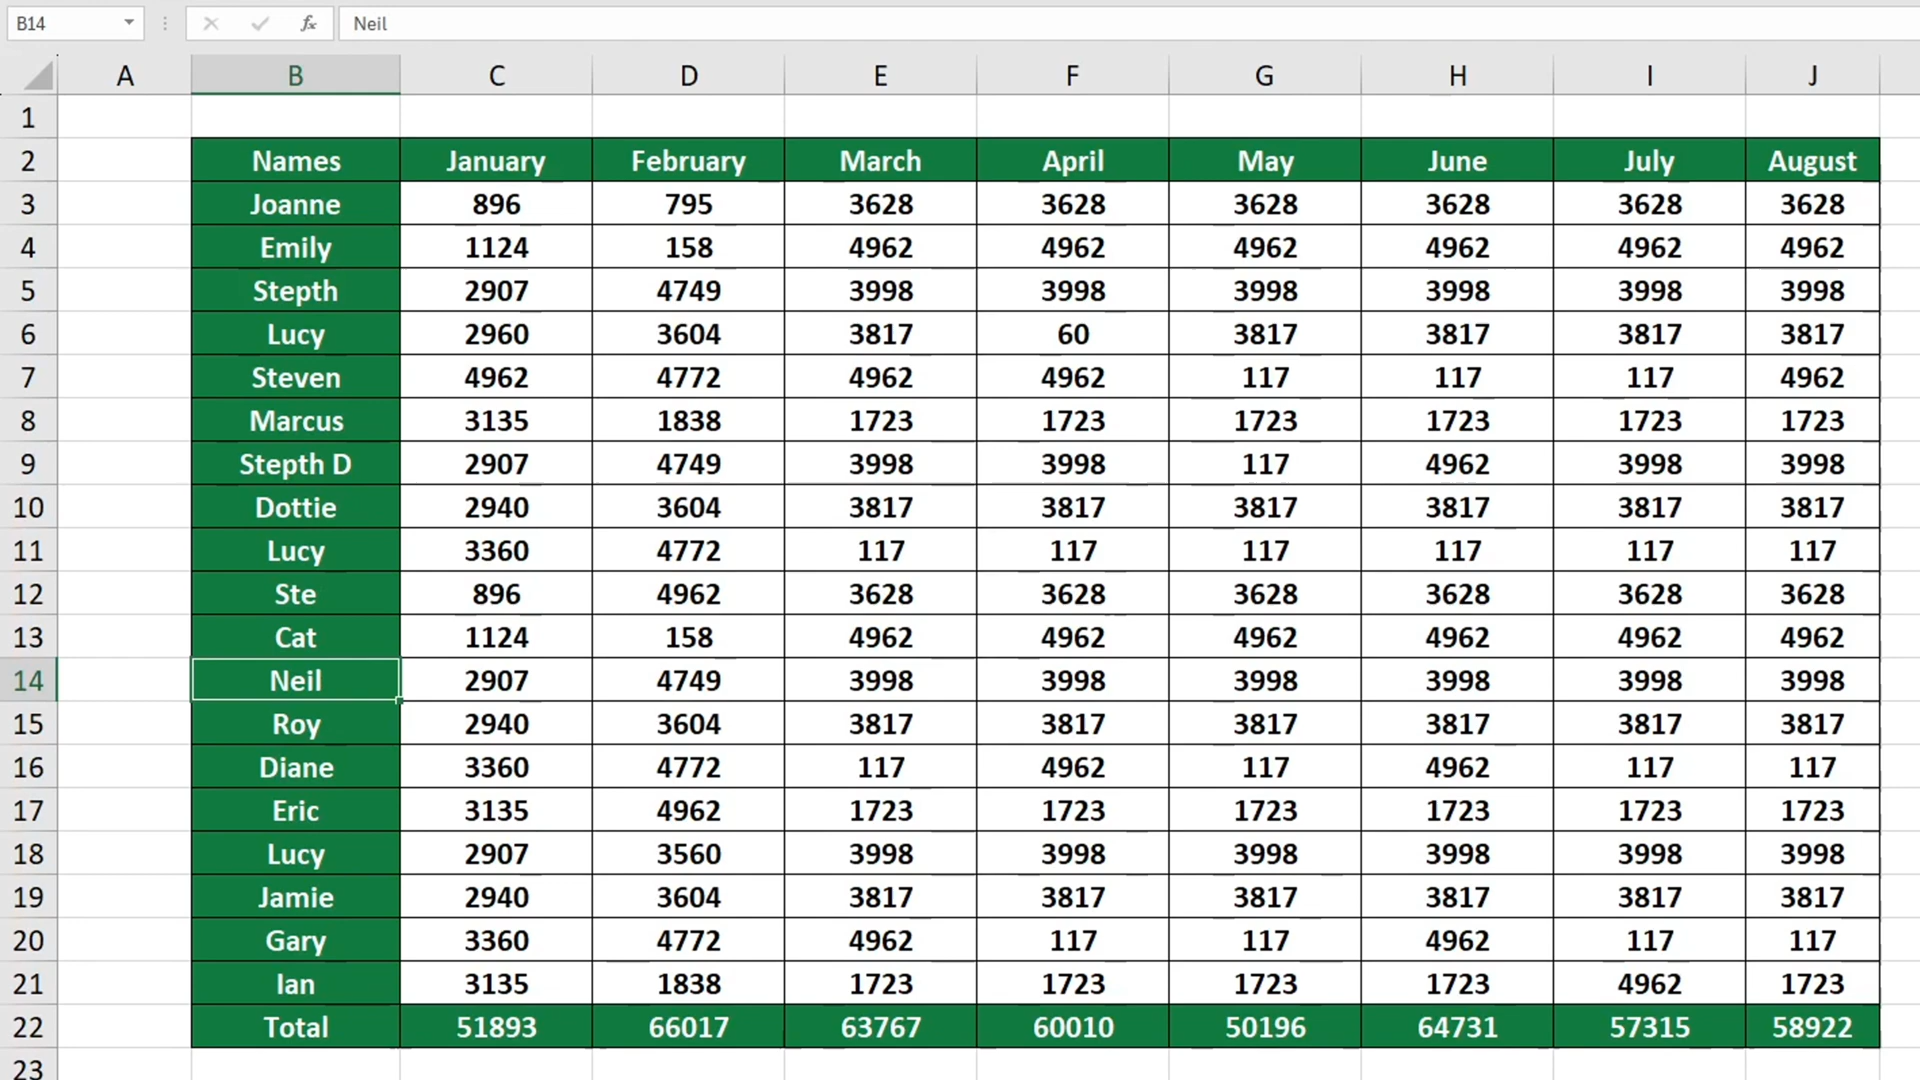 B14 fx Neil
A B C D E F G H I J
1
2 Names January February March April May June July August
3 Joanne 896 795 3628 3628 3628 3628 3628 3628
4 Emily 1124 158 4962 4962 4962 4962 4962 4962
5 Stepth 2907 4749 3998 3998 3998 3998 3998 3998
6 Lucy 2960 3604 3817 60 3817 3817 3817 3817
7 Steven 4962 4772 4962 4962 117 117 117 4962
8 Marcus 3135 1838 1723 1723 1723 1723 1723 1723
9 Stepth D 2907 4749 3998 3998 117 4962 3998 3998
10 Dottie 2940 3604 3817 3817 3817 3817 3817 3817
11 Lucy 3360 4772 117 117 117 117 117 117
12 Ste 896 4962 3628 3628 3628 3628 3628 3628
13 Cat 1124 158 4962 4962 4962 4962 4962 4962
14 Neil 2907 4749 3998 3998 3998 3998 3998 3998
15 Roy 2940 3604 3817 3817 3817 3817 3817 3817
16 Diane 3360 4772 117 4962 117 4962 117 117
17 Eric 3135 4962 1723 1723 1723 1723 1723 1723
18 Lucy 2907 3560 3998 3998 3998 3998 3998 3998
19 Jamie 2940 3604 3817 3817 3817 3817 3817 3817
20 Gary 3360 4772 4962 117 117 4962 117 117
21 Ian 3135 1838 1723 1723 1723 1723 4962 1723
22 Total 51893 66017 63767 60010 50196 64731 57315 58922
23